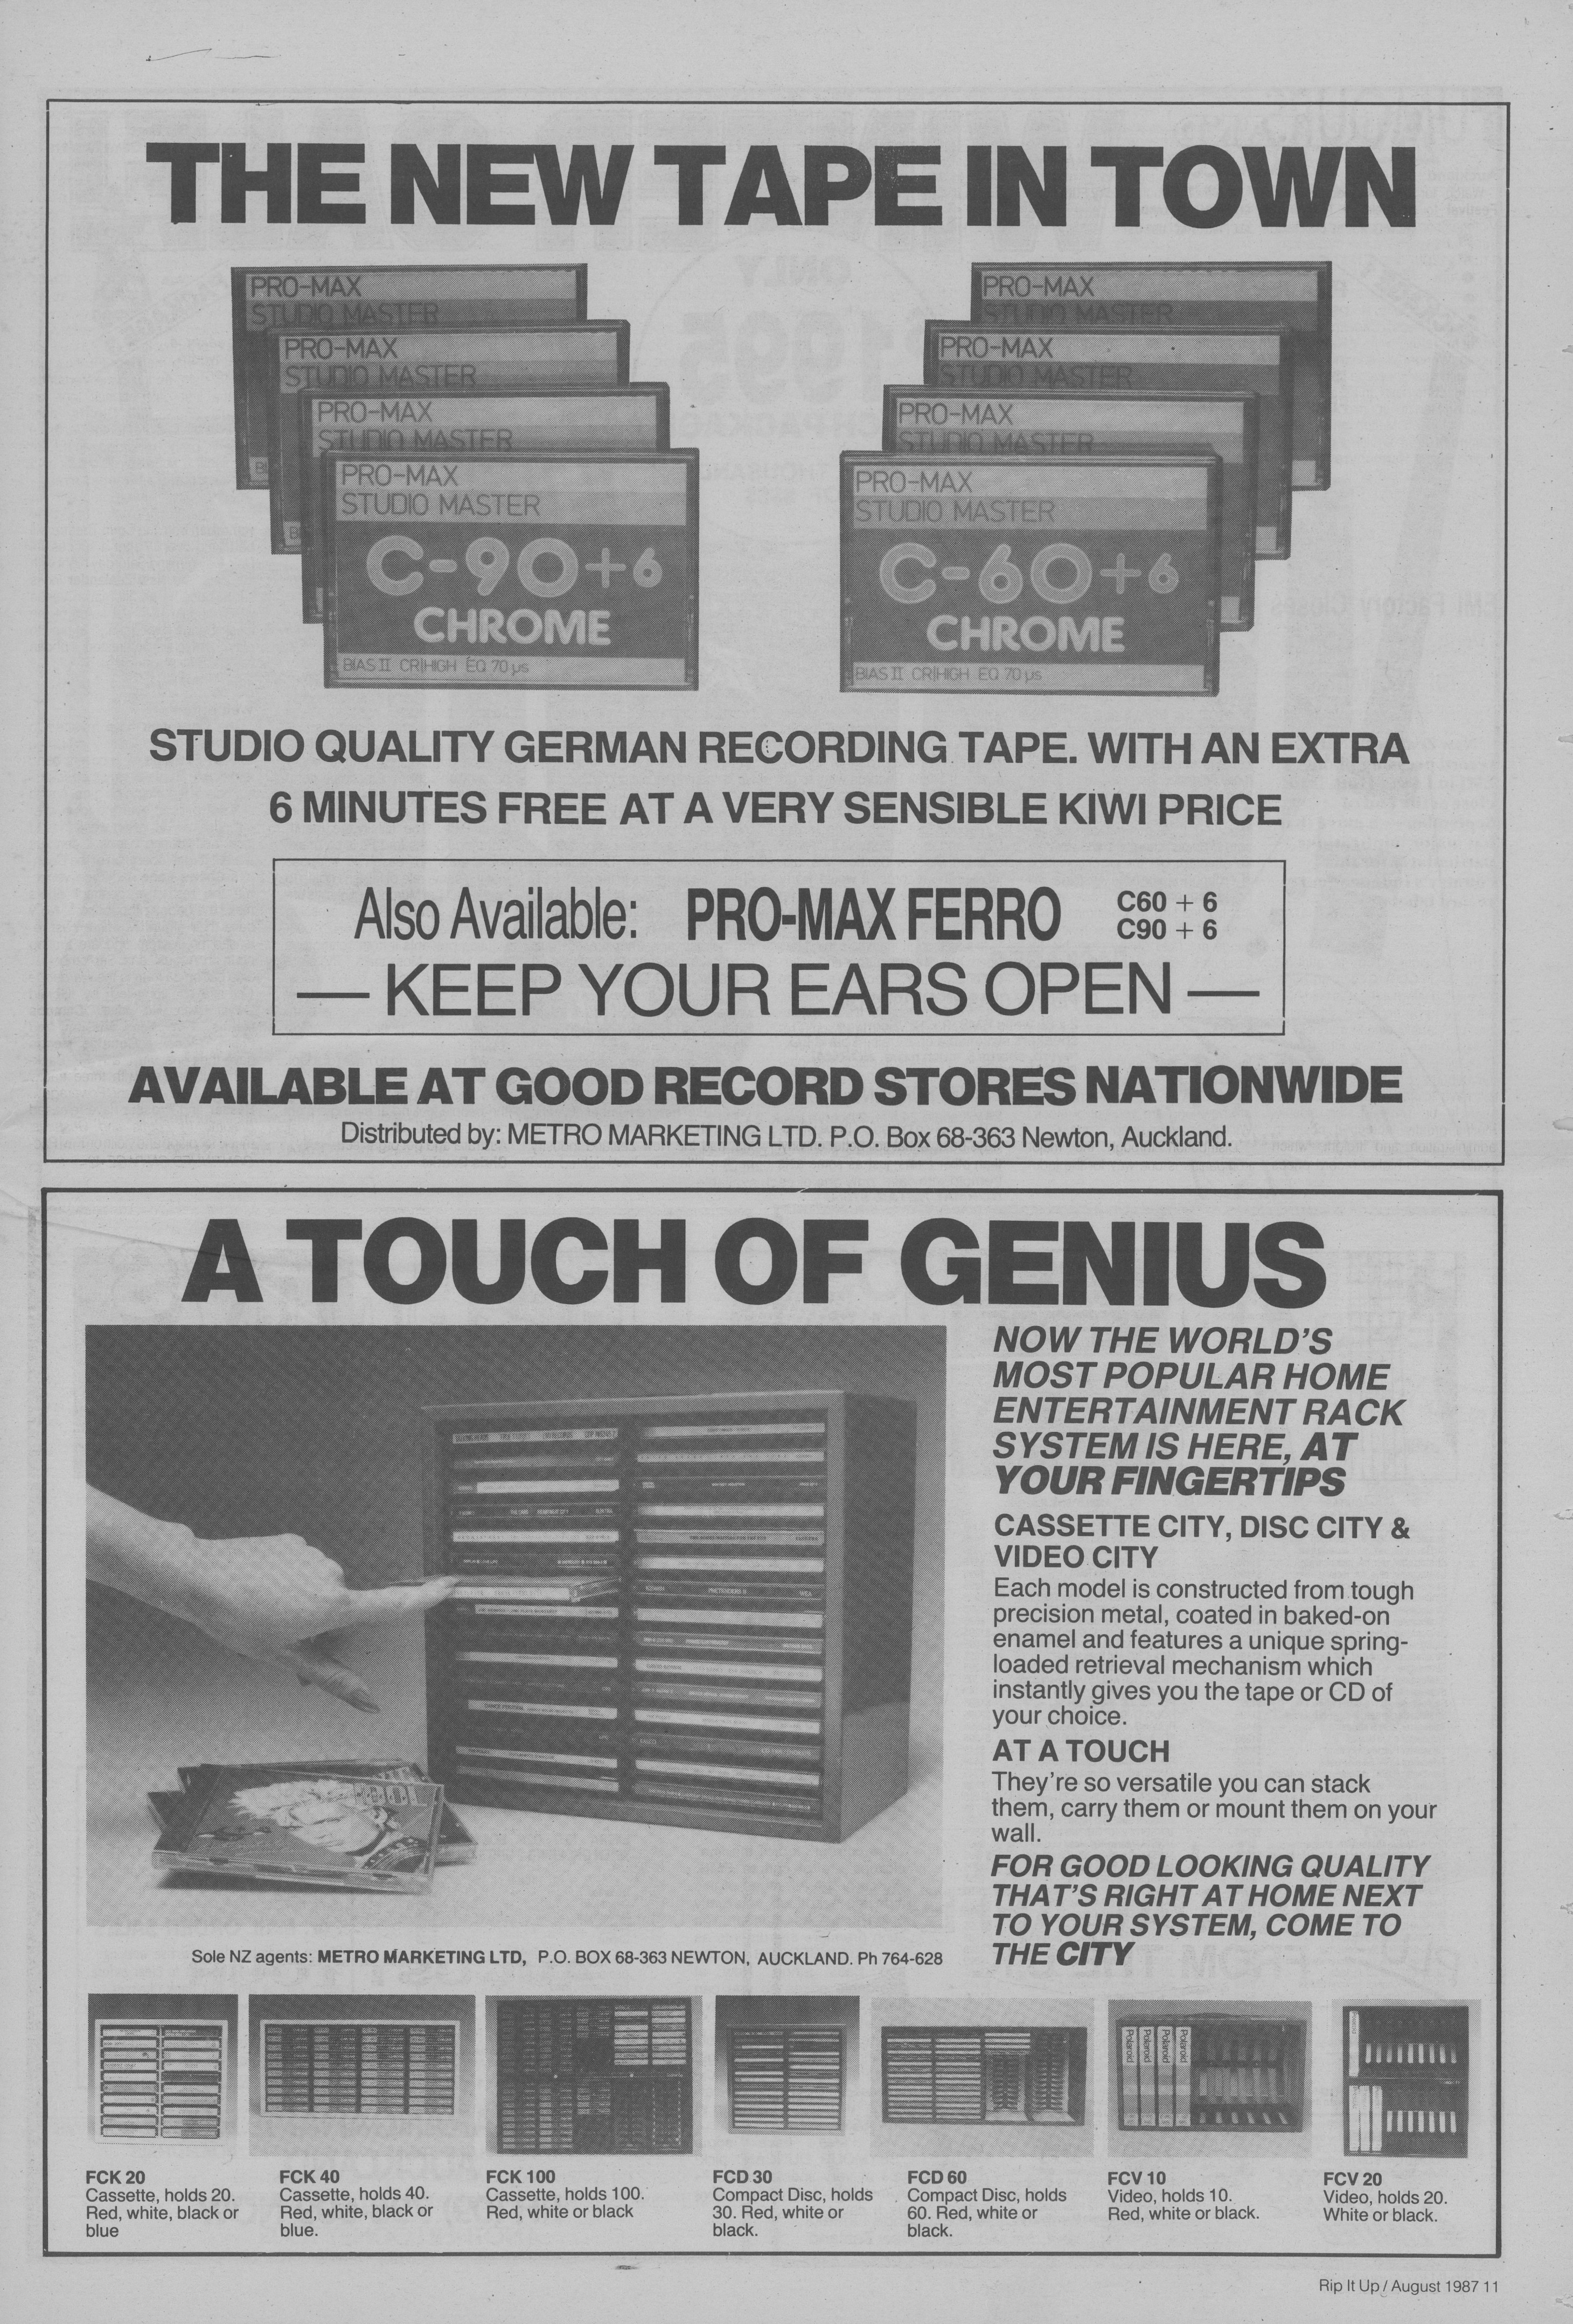 THE NEW TAPE IN TOWN
PRO-MAX
STUDIO MASTER
PRO-MAX
STUDIO MASTER
PRO-MAX
STUDIO MASTER
PRO-MAX
STUDIO MASTER
C-90+6
CHROME
BIAS II CR|HIGH EQ 70 µs
PRO-MAX
STUDIO MASTER
PRO-MAX
STUDIO MASTER
PRO-MAX
STUDIO MASTER
PRO-MAX
STUDIO MASTER
C-60+6
CHROME
BIAS II CR|HIGH EQ 70 µs
STUDIO QUALITY GERMAN RECORDING TAPE. WITH AN EXTRA
6 MINUTES FREE AT A VERY SENSIBLE KIWI PRICE
Also Available: PRO-MAX FERRO
C60 + 6
C90 + 6
— KEEP YOUR EARS OPEN —
AVAILABLE AT GOOD RECORD STORES NATIONWIDE
Distributed by: METRO MARKETING LTD. P.O. Box 68-363 Newton, Auckland.
A TOUCH OF GENIUS
NOW THE WORLD'S
MOST POPULAR HOME
ENTERTAINMENT RACK
SYSTEM IS HERE, AT
YOUR FINGERTIPS
CASSETTE CITY, DISC CITY &
VIDEO CITY
Each model is constructed from tough
precision metal, coated in baked-on
enamel and features a unique spring-
loaded retrieval mechanism which
instantly gives you the tape or CD of
your choice.
AT A TOUCH
They're so versatile you can stack
them, carry them or mount them on your
wall.
FOR GOOD LOOKING QUALITY
THAT'S RIGHT AT HOME NEXT
TO YOUR SYSTEM, COME TO
THE CITY
Sole NZ agents: METRO MARKETING LTD, P.O. BOX 68-363 NEWTON, AUCKLAND. Ph 764-628
Polaroid
Polaroid
Polaroid
Polaroid
FCK 20
Cassette, holds 20.
Red, white, black or
blue
FCK 40
Cassette, holds 40.
Red, white, black or
blue.
FCK 100
Cassette, holds 100.
Red, white or black
FCD 30
Compact Disc, holds
30. Red, white or
black.
FCD 60
Compact Disc, holds
60. Red, white or
black.
FCV 10
Video, holds 10.
Red, white or black.
FCV 20
Video, holds 20.
White or black.
Rip It Up / August 1987 11